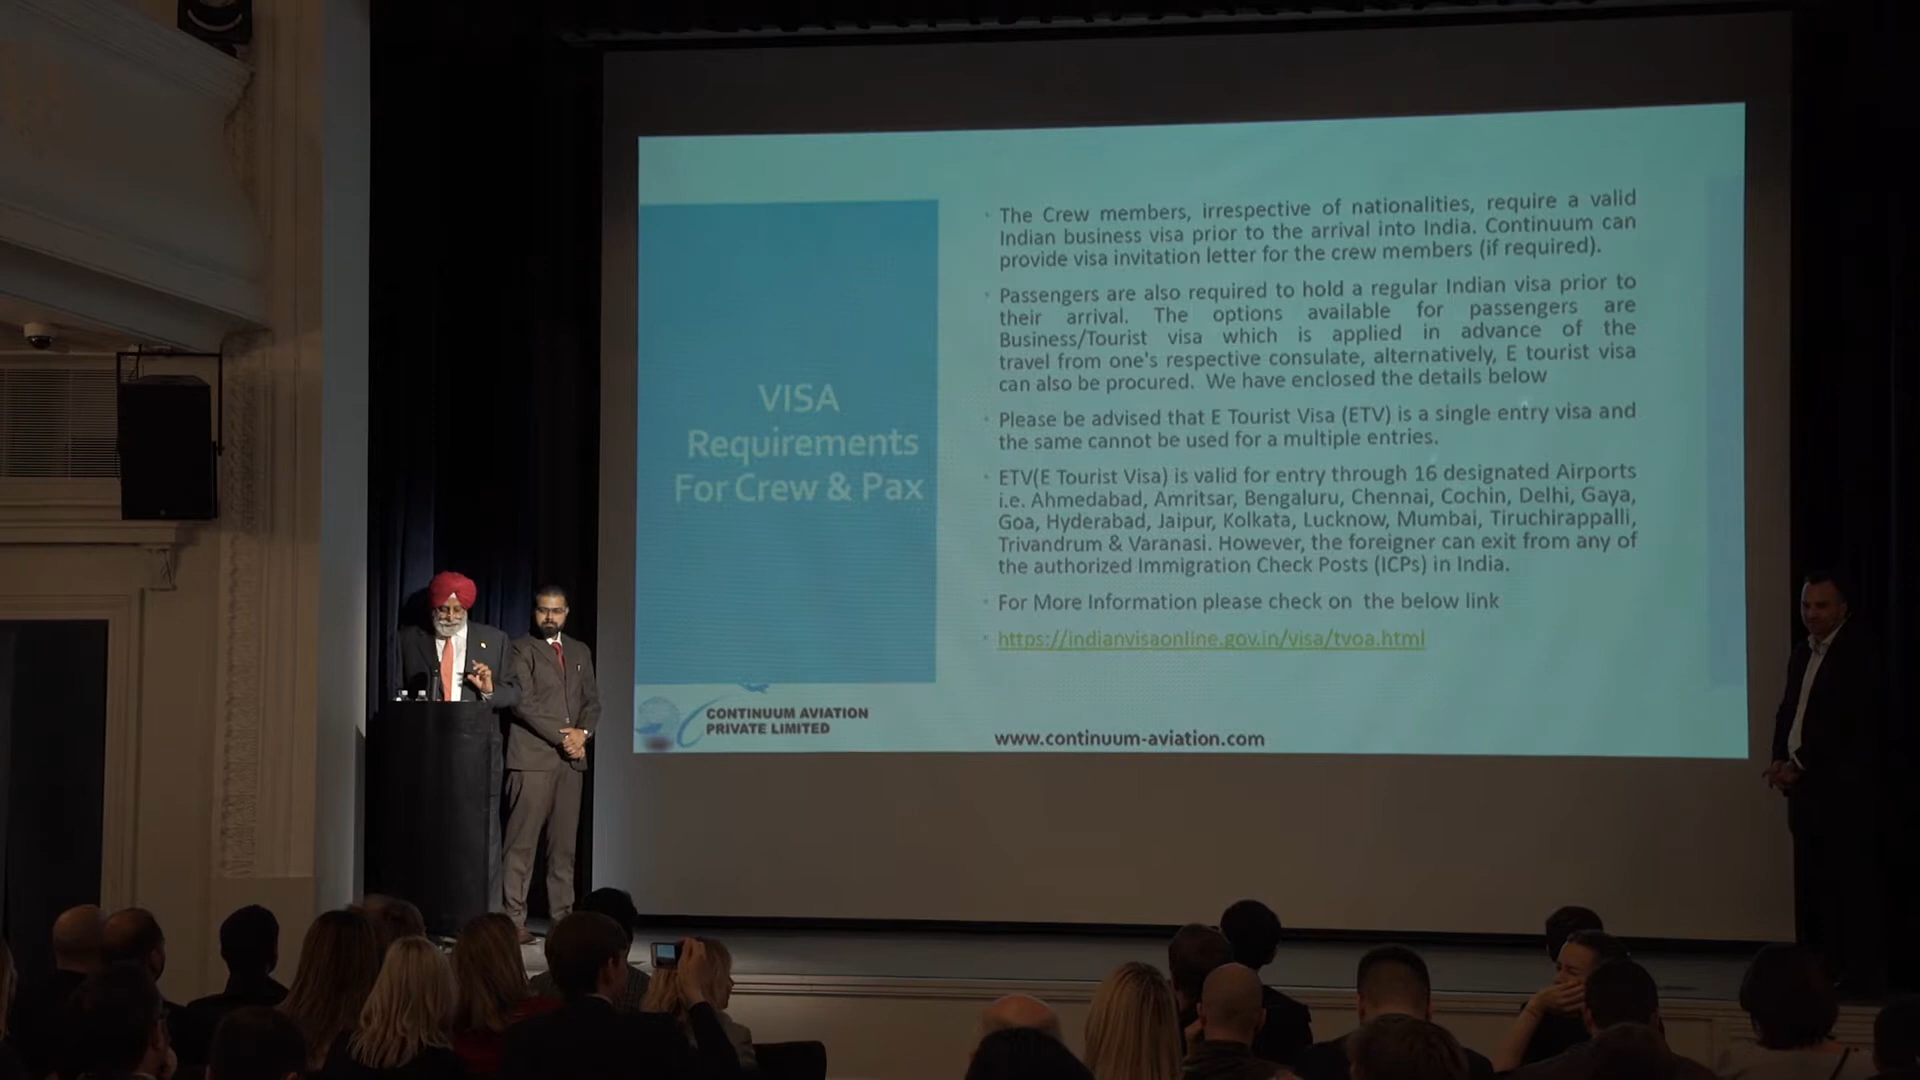 VISA
Requirements
For Crew & Pax
The Crew members, irrespective of nationalities, require a valid
Indian business visa prior to the arrival into India. Continuum can
provide visa invitation letter for the crew members (if required).
Passengers are also required to hold a regular Indian visa prior to
their arrival. The options available for passengers are
Business/Tourist visa which is applied in advance of the
travel from one's respective consulate, alternatively, E tourist visa
can also be procured. We have enclosed the details below
Please be advised that E Tourist Visa (ETV) is a single entry visa and
the same cannot be used for a multiple entries.
ETV(E Tourist Visa) is valid for entry through 16 designated Airports
i.e. Ahmedabad, Amritsar, Bengaluru, Chennai, Cochin, Delhi, Gaya,
Goa, Hyderabad, Jaipur, Kolkata, Lucknow, Mumbai, Tiruchirappalli,
Trivandrum & Varanasi. However, the foreigner can exit from any of
the authorized Immigration Check Posts (ICPs) in India.
For More Information please check on the below link
https://indianvisaonline.gov.in/visa/tvoa.html
CONTINUUM AVIATION
PRIVATE LIMITED
www.continuum-aviation.com